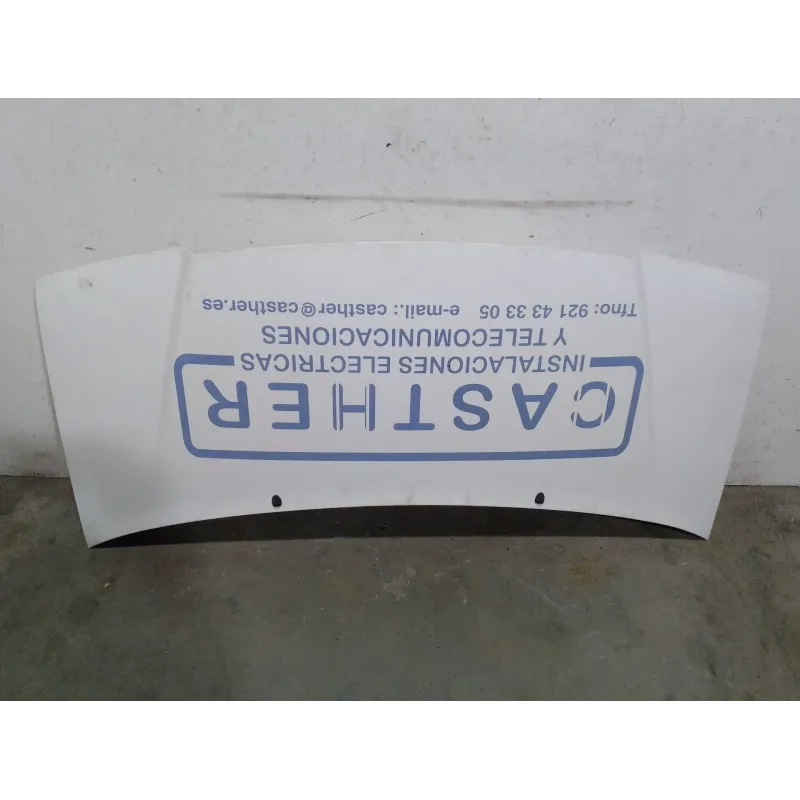 CASTHER
INSTALACIONES ELECTRICAS
Y TELECOMUNICACIONES
Tfno: 921 43 33 05 e-mail.: casther@casther.es